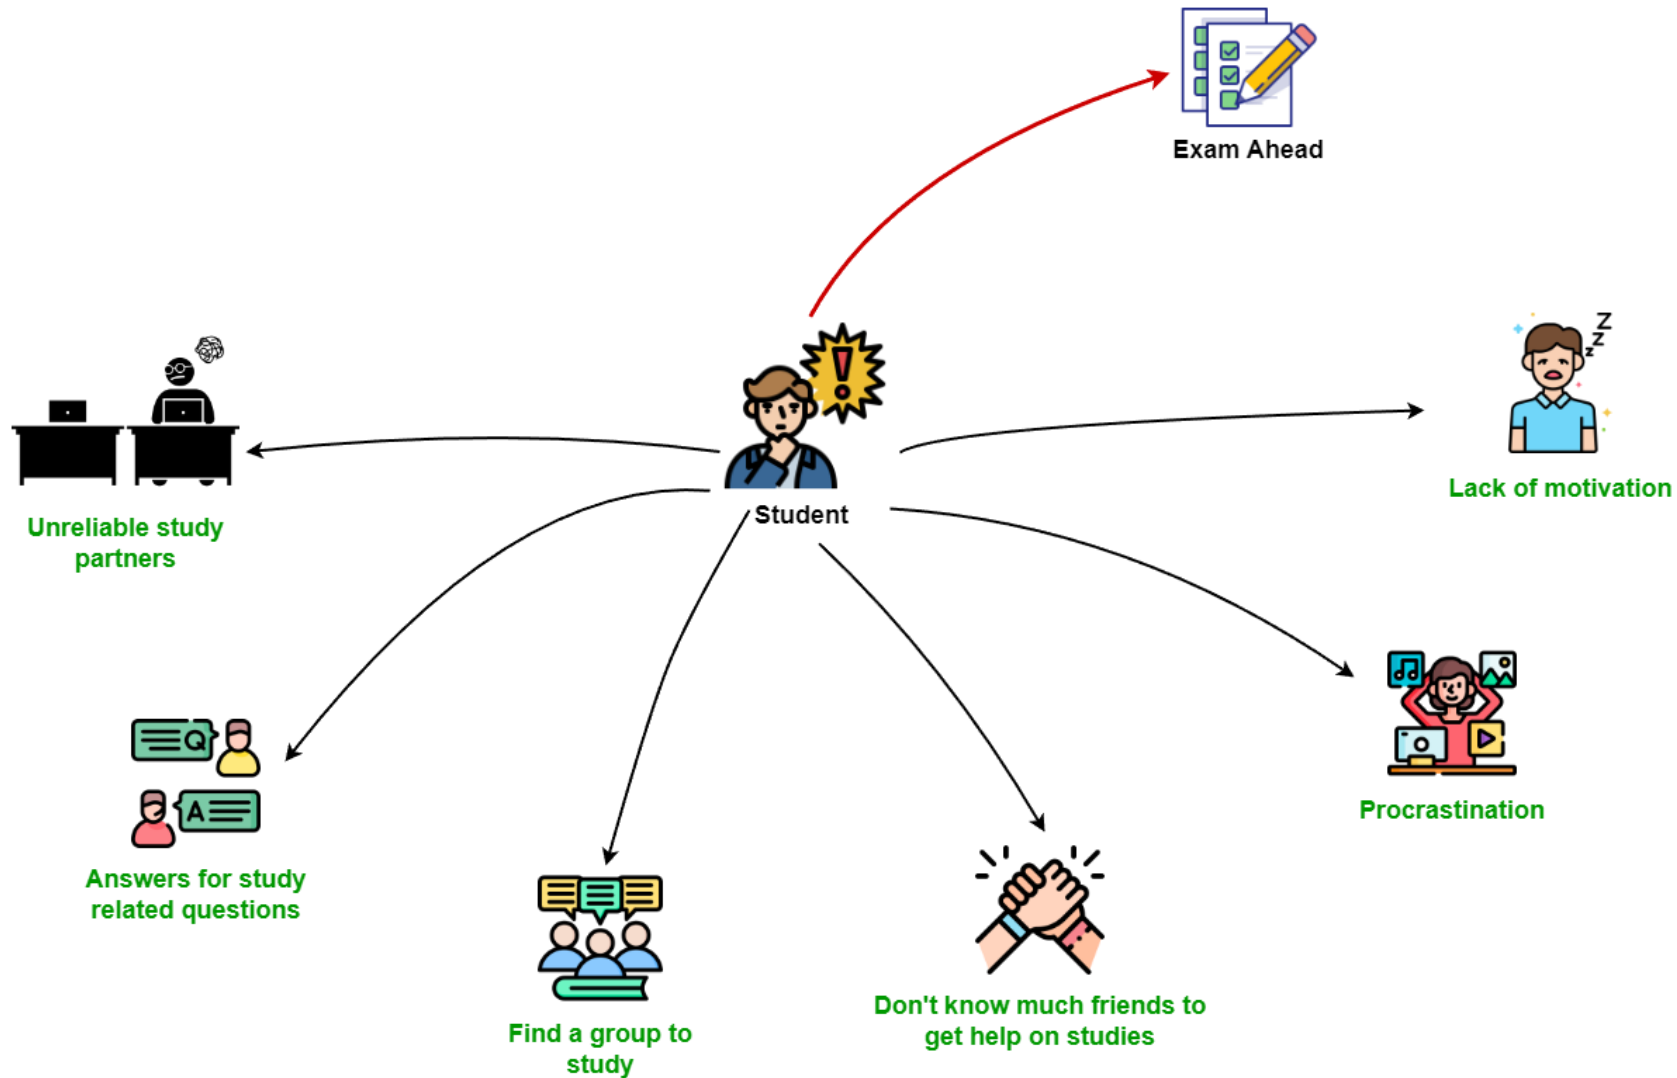 Exam Ahead
Z
Z
Z
Lack of motivation
Student
Unreliable study
partners
Procrastination
Q
A
Answers for study
related questions
Don't know much friends to
get help on studies
Find a group to
study